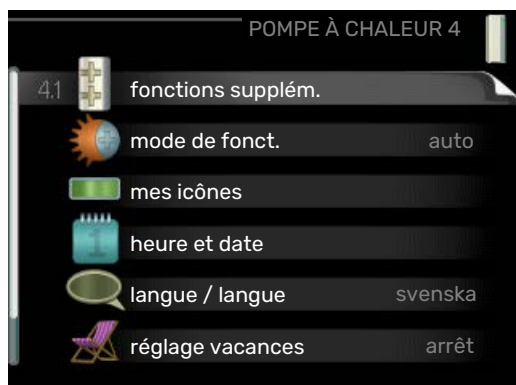 POMPE À CHALEUR 4
4.1 fonctions supplém.
mode de fonct. auto
mes icônes
1
heure et date
langue / langue svenska
réglage vacances arrêt